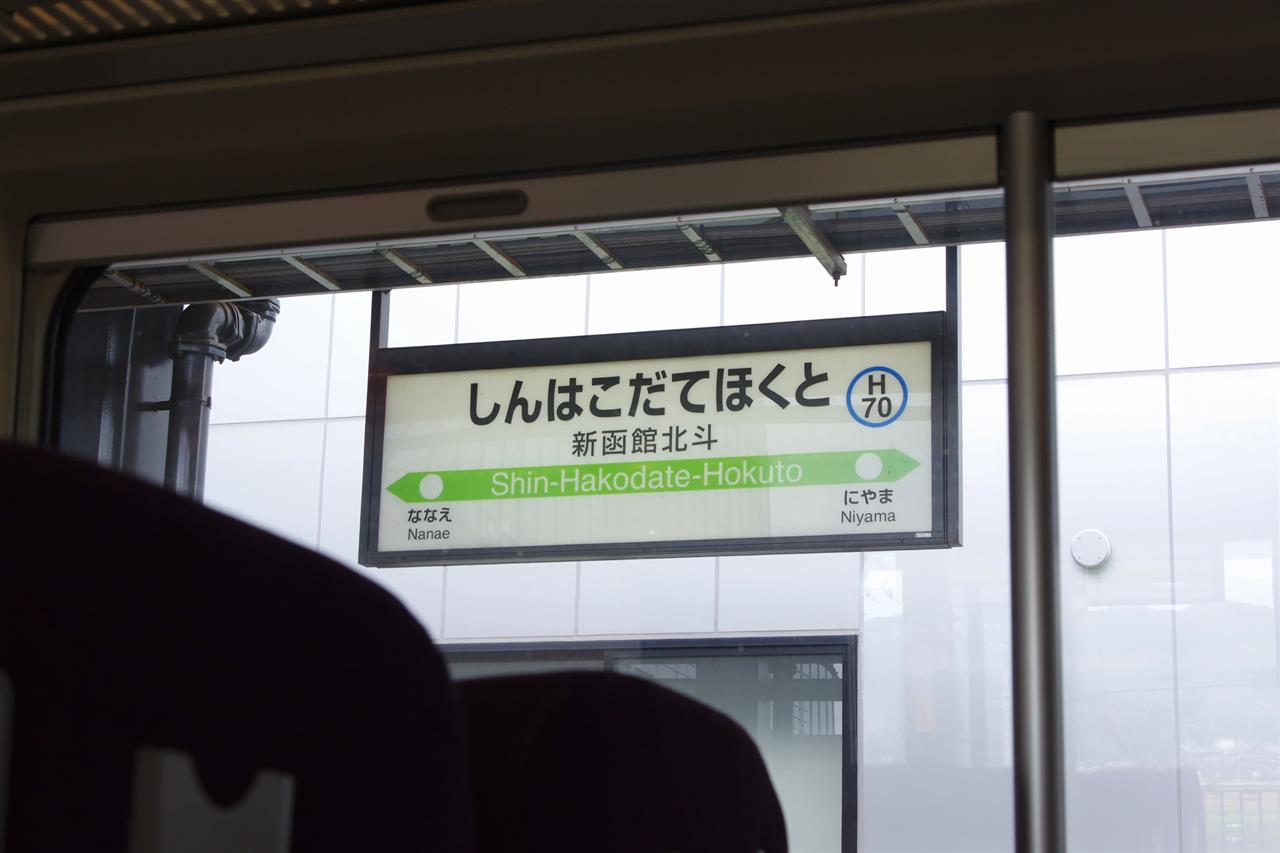 しんはこだてほくと
H
70
新函館北斗
Shin-Hakodate-Hokuto
ななえ
Nanae
にやま
Niyama